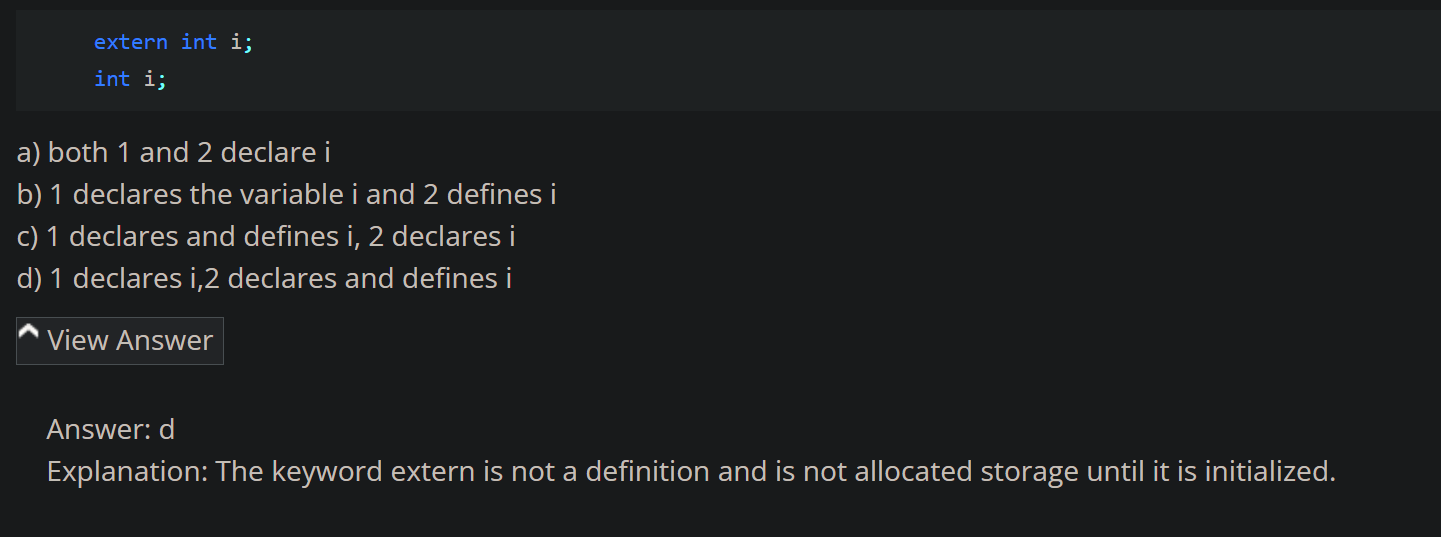 extern int i;
int i;
a) both 1 and 2 declare i
b) 1 declares the variable i and 2 defines i
c) 1 declares and defines i, 2 declares i
d) 1 declares i,2 declares and defines i
View Answer
Answer: d
Explanation: The keyword extern is not a definition and is not allocated storage until it is initialized.